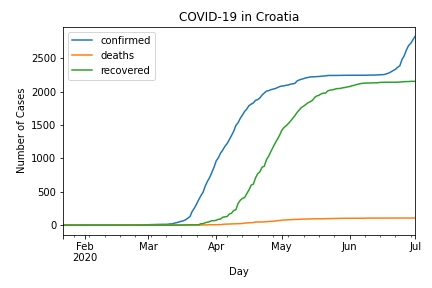 COVID-19 in Croatia
confirmed
deaths
recovered
Number of Cases
2500
2000
1500
1000
500
0
Feb Mar Apr May Jun Jul
2020
Day